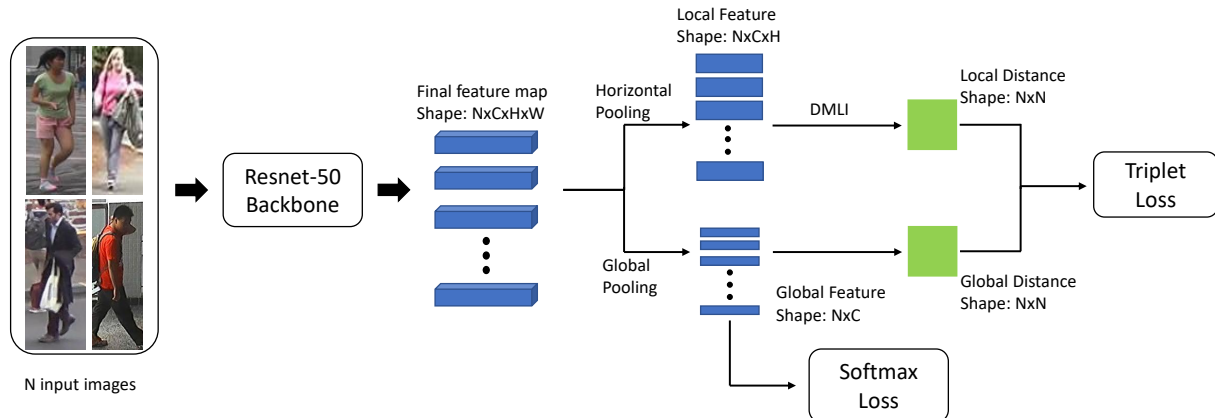 N input images
Resnet-50
Backbone
Final feature map
Shape: NxCxHxW
Horizontal
Pooling
Global
Pooling
Local Feature
Shape: NxCxH
DMLI
Local Distance
Shape: NxN
Global Feature
Shape: NxC
Global Distance
Shape: NxN
Triplet
Loss
Softmax
Loss